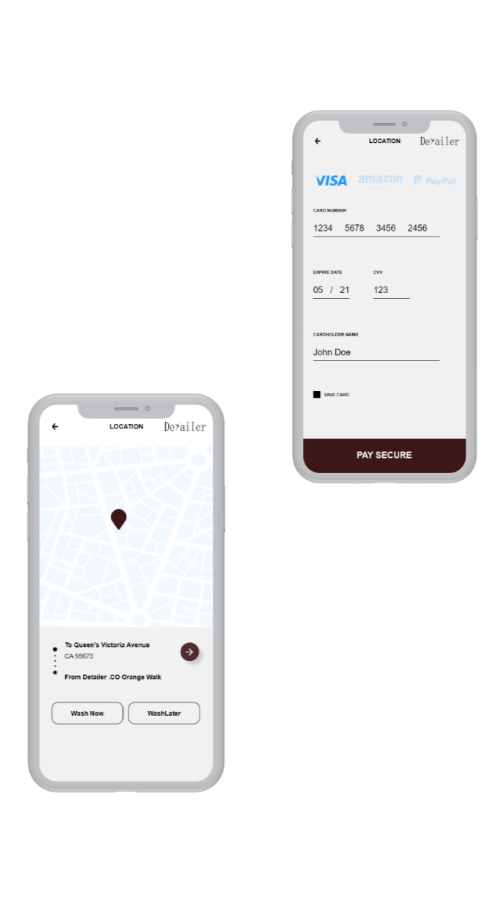 LOCATION De*ailer
VISA amazon PayPal
CARD NUMBER
1234 5678 3456 2456
EXPIRE DATE CVV
05 / 21 123
CARDHOLDER NAME
John Doe
SAVE CARD
PAY SECURE
LOCATION De*ailer
To Queen's Victoria Avenue
CA 95673
From Detailer .CO Orange Walk
Wash Now WashLater